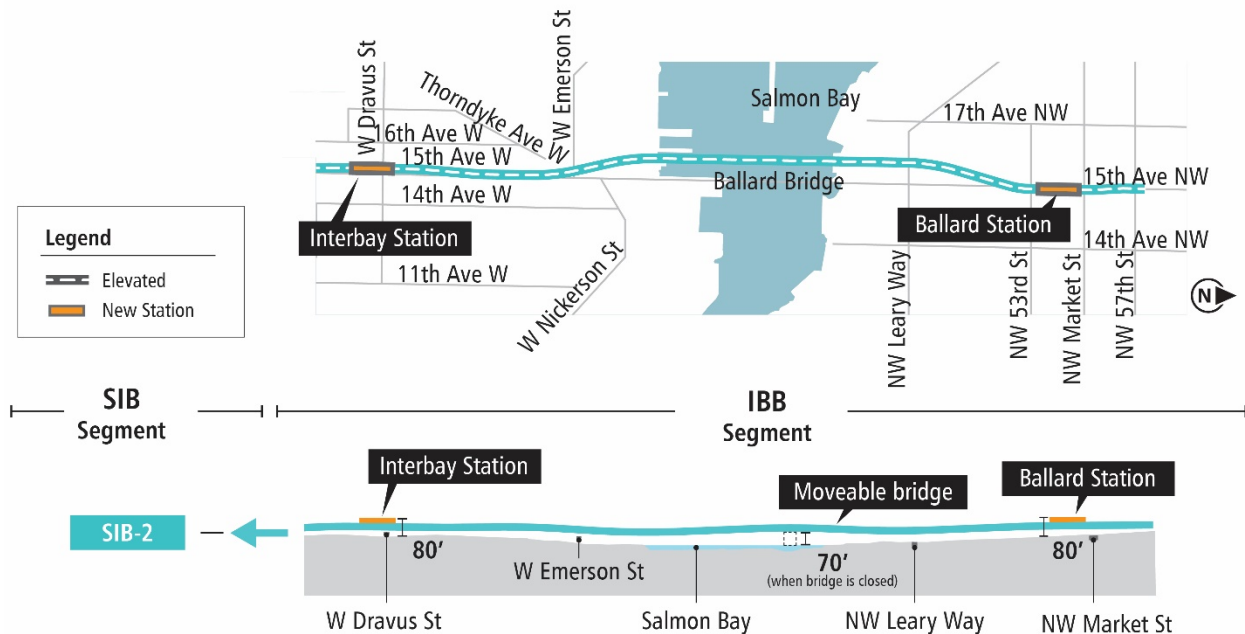 W Dravus St
Thorndyke Ave W
W Emerson St
16th Ave W
15th Ave W
14th Ave W
Interbay Station
11th Ave W
W Nickerson St
Salmon Bay
Ballard Bridge
17th Ave NW
15th Ave NW
Ballard Station
14th Ave NW
NW Leary Way
NW 53rd St
NW Market St
NW 57th St
N
Legend
Elevated
New Station
SIB
Segment
IBB
Segment
Interbay Station
Moveable bridge
Ballard Station
SIB-2
80’
W Emerson St
70’
(when bridge is closed)
80’
W Dravus St
Salmon Bay
NW Leary Way
NW Market St